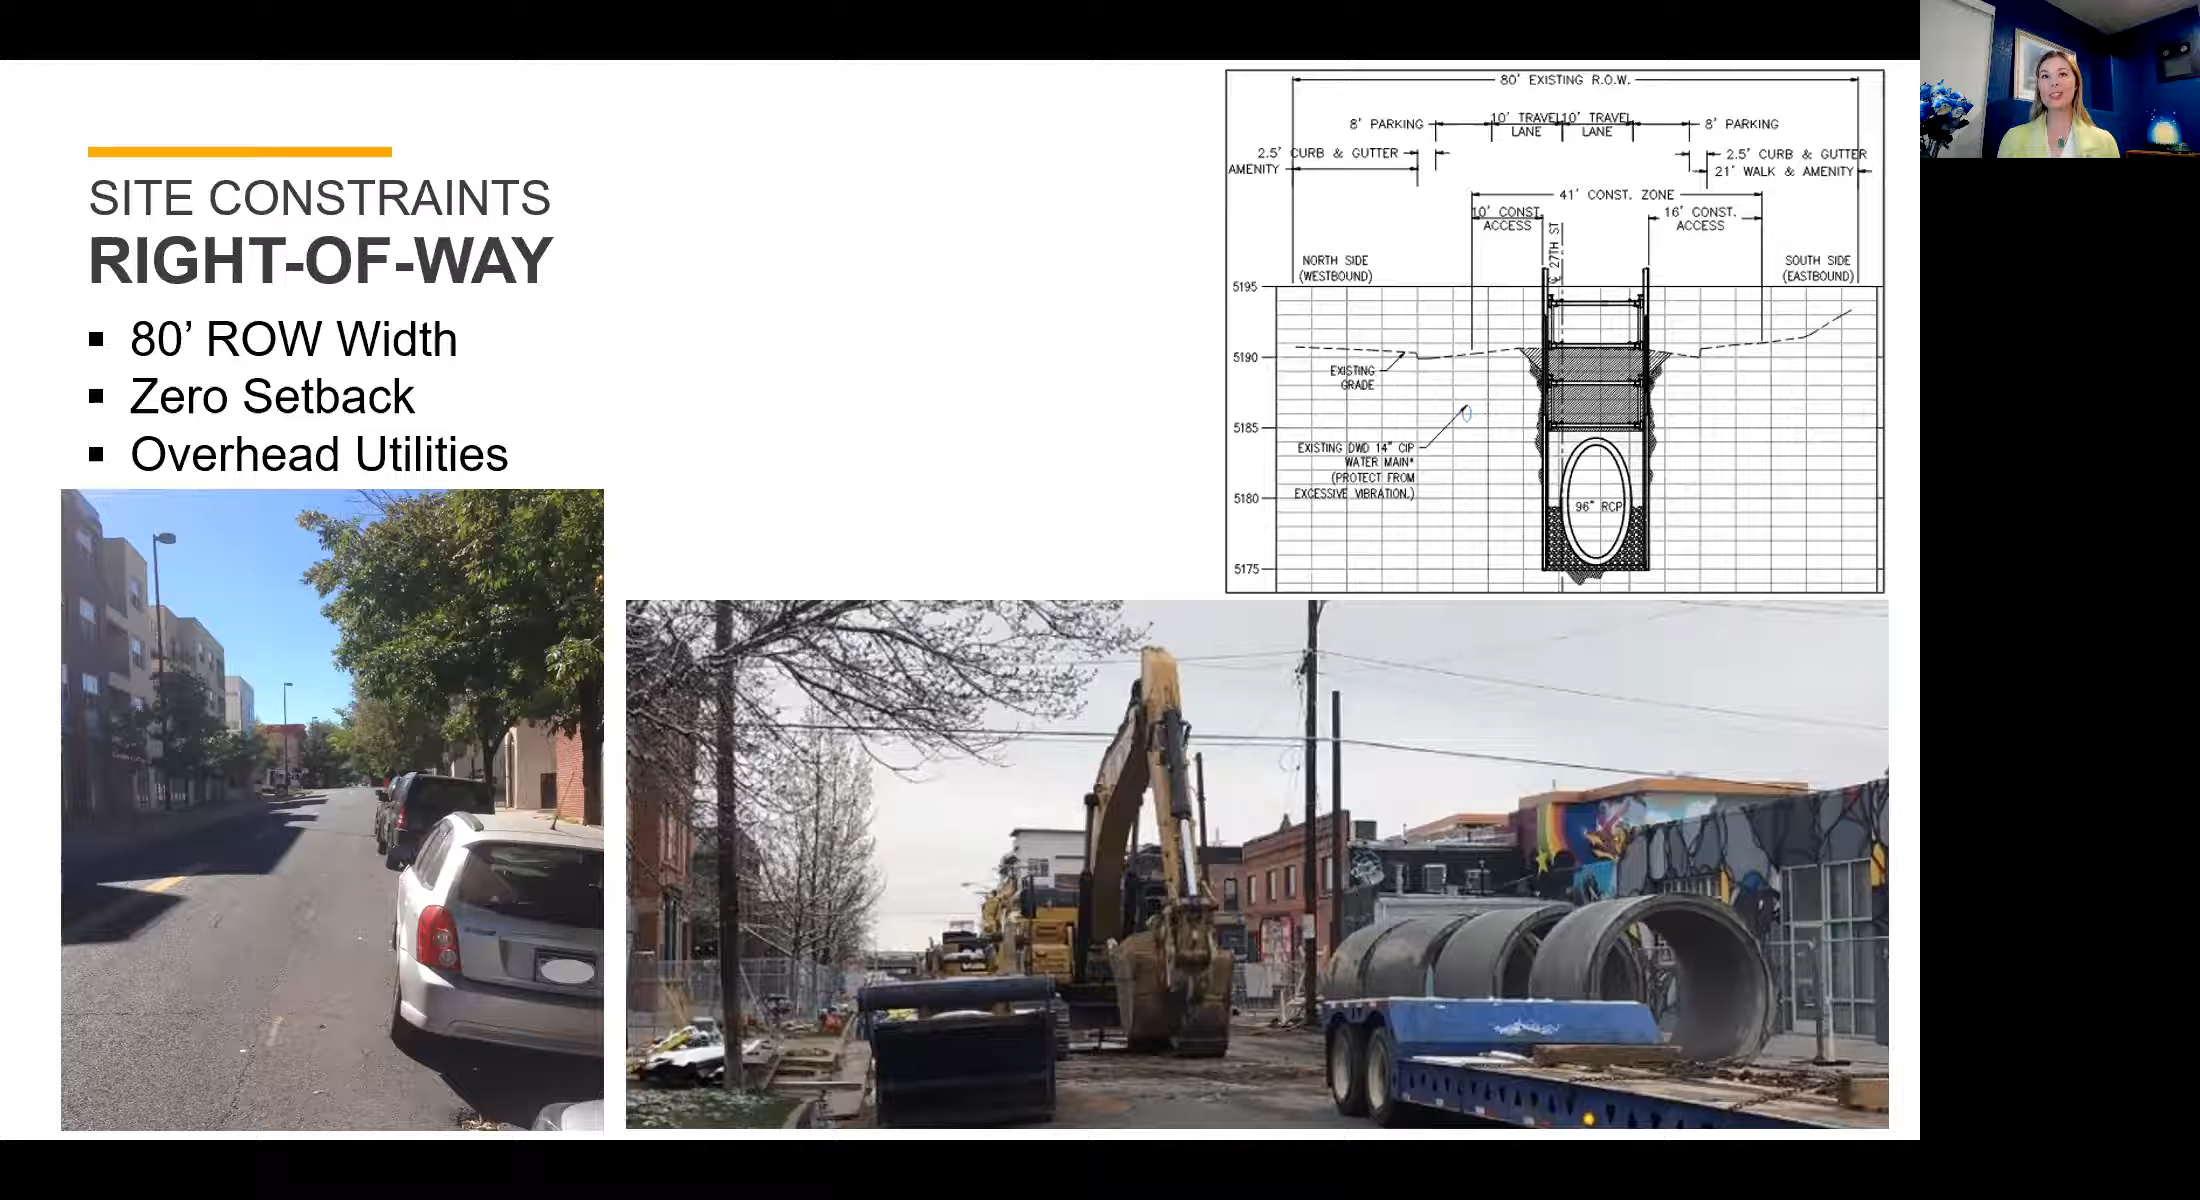 SITE CONSTRAINTS
RIGHT-OF-WAY
▪ 80’ ROW Width
▪ Zero Setback
▪ Overhead Utilities
80' EXISTING R.O.W.
8' PARKING
10' TRAVEL
LANE
10' TRAVEL
LANE
8' PARKING
2.5' CURB & GUTTER
2.5' CURB & GUTTER
AMENITY
21' WALK & AMENITY
41' CONST. ZONE
10' CONST.
ACCESS
16' CONST.
ACCESS
℄ 27TH ST
NORTH SIDE
(WESTBOUND)
SOUTH SIDE
(EASTBOUND)
5195
5190
EXISTING
GRADE
5185
EXISTING DWD 14" CIP
WATER MAIN*
(PROTECT FROM
EXCESSIVE VIBRATION.)
5180
96" RCP
5175